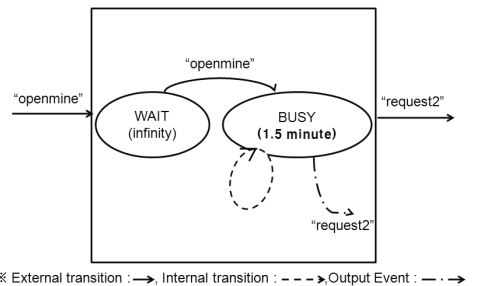 "openmine"
"openmine"
WAIT
(infinity)
BUSY
(1.5 minute)
"request2"
"request2"
※ External transition : , Internal transition : , Output Event :